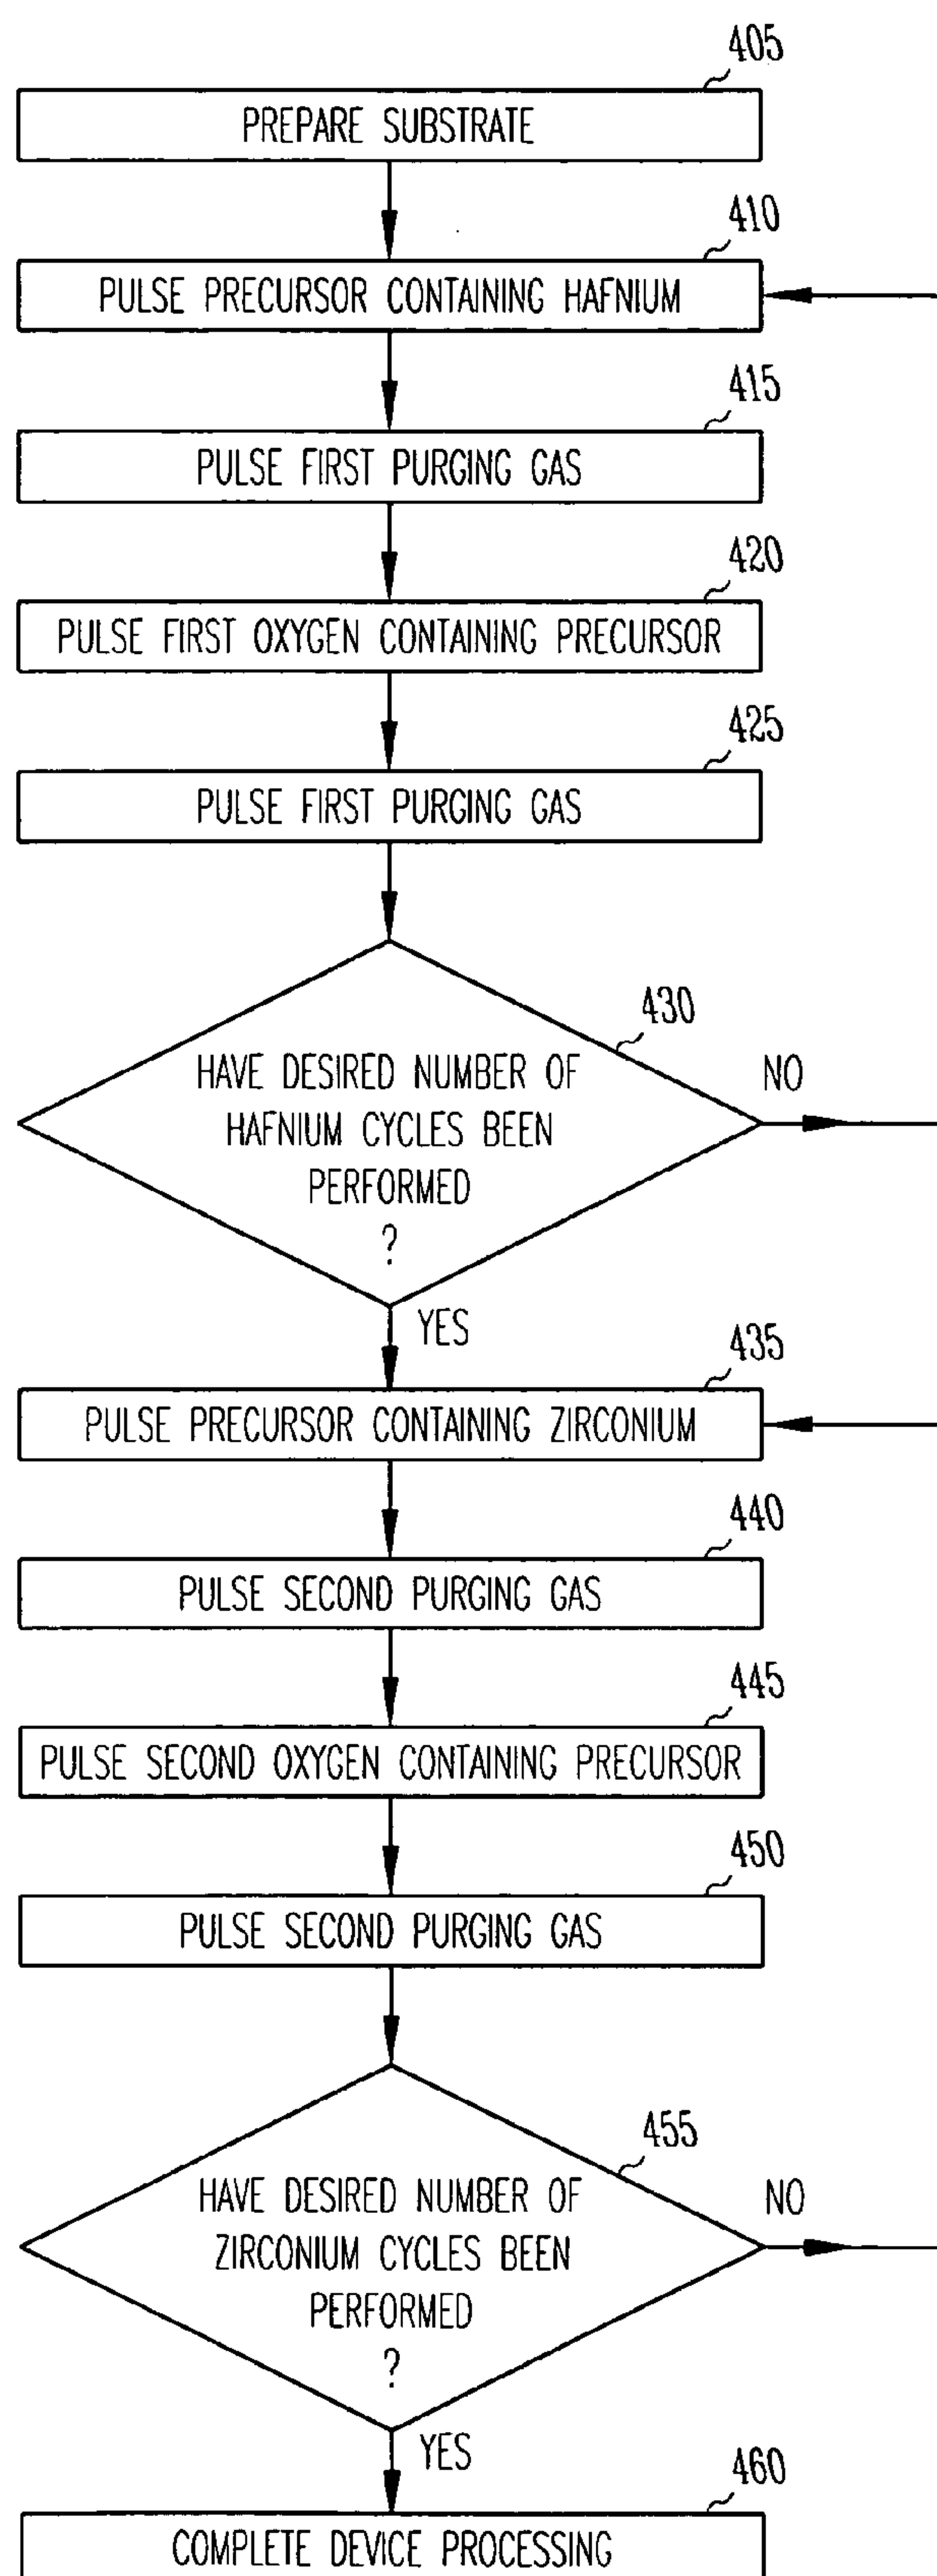 405
PREPARE SUBSTRATE
410
PULSE PRECURSOR CONTAINING HAFNIUM
415
PULSE FIRST PURGING GAS
420
PULSE FIRST OXYGEN CONTAINING PRECURSOR
425
PULSE FIRST PURGING GAS
430
HAVE DESIRED NUMBER OF
HAFNIUM CYCLES BEEN
PERFORMED
?
NO
YES
435
PULSE PRECURSOR CONTAINING ZIRCONIUM
440
PULSE SECOND PURGING GAS
445
PULSE SECOND OXYGEN CONTAINING PRECURSOR
450
PULSE SECOND PURGING GAS
455
HAVE DESIRED NUMBER OF
ZIRCONIUM CYCLES BEEN
PERFORMED
?
NO
YES
460
COMPLETE DEVICE PROCESSING